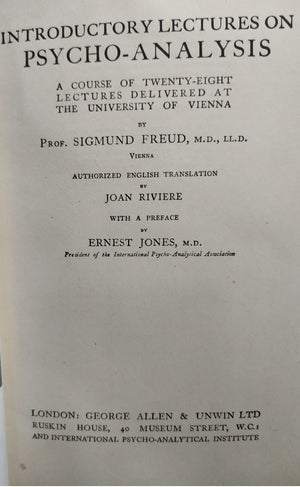 INTRODUCTORY LECTURES ON
PSYCHO-ANALYSIS
A COURSE OF TWENTY-EIGHT
LECTURES DELIVERED AT
THE UNIVERSITY OF VIENNA
BY
PROF. SIGMUND FREUD, M.D., LL.D.
VIENNA
AUTHORIZED ENGLISH TRANSLATION
BY
JOAN RIVIERE
WITH A PREFACE
BY
ERNEST JONES, M.D.
President of the International Psycho-Analytical Association
LONDON: GEORGE ALLEN & UNWIN LTD
RUSKIN HOUSE, 40 MUSEUM STREET, W.C.1
AND INTERNATIONAL PSYCHO-ANALYTICAL INSTITUTE